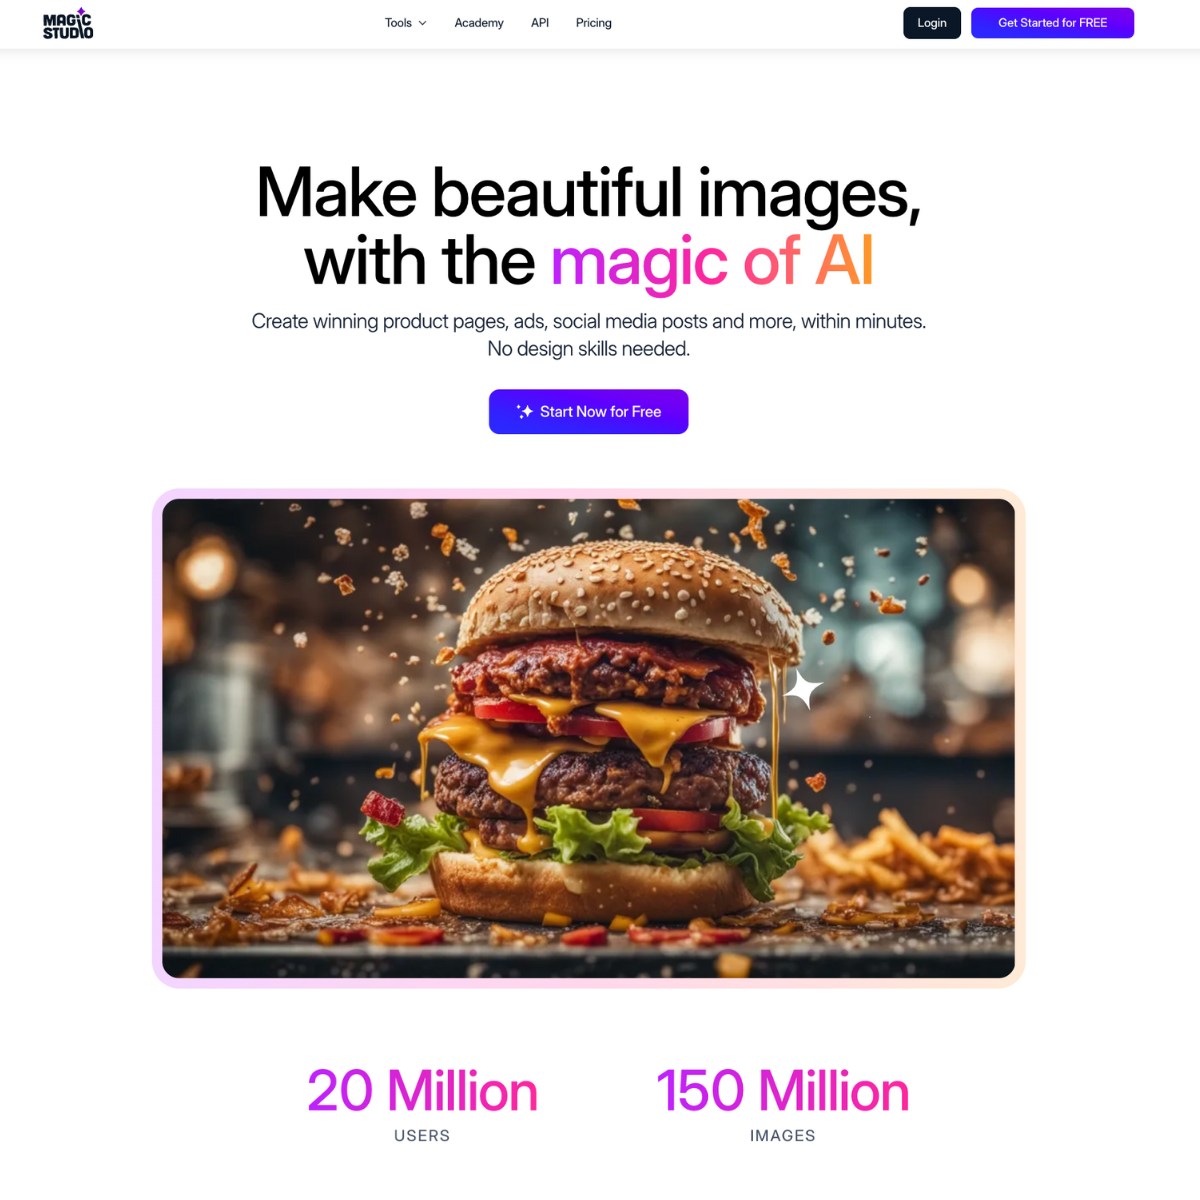 MAGIC
STUDIO
Tools
Academy
API
Pricing
Login
Get Started for FREE
Make beautiful images,
with the magic of AI
Create winning product pages, ads, social media posts and more, within minutes.
No design skills needed.
Start Now for Free
20 Million
USERS
150 Million
IMAGES